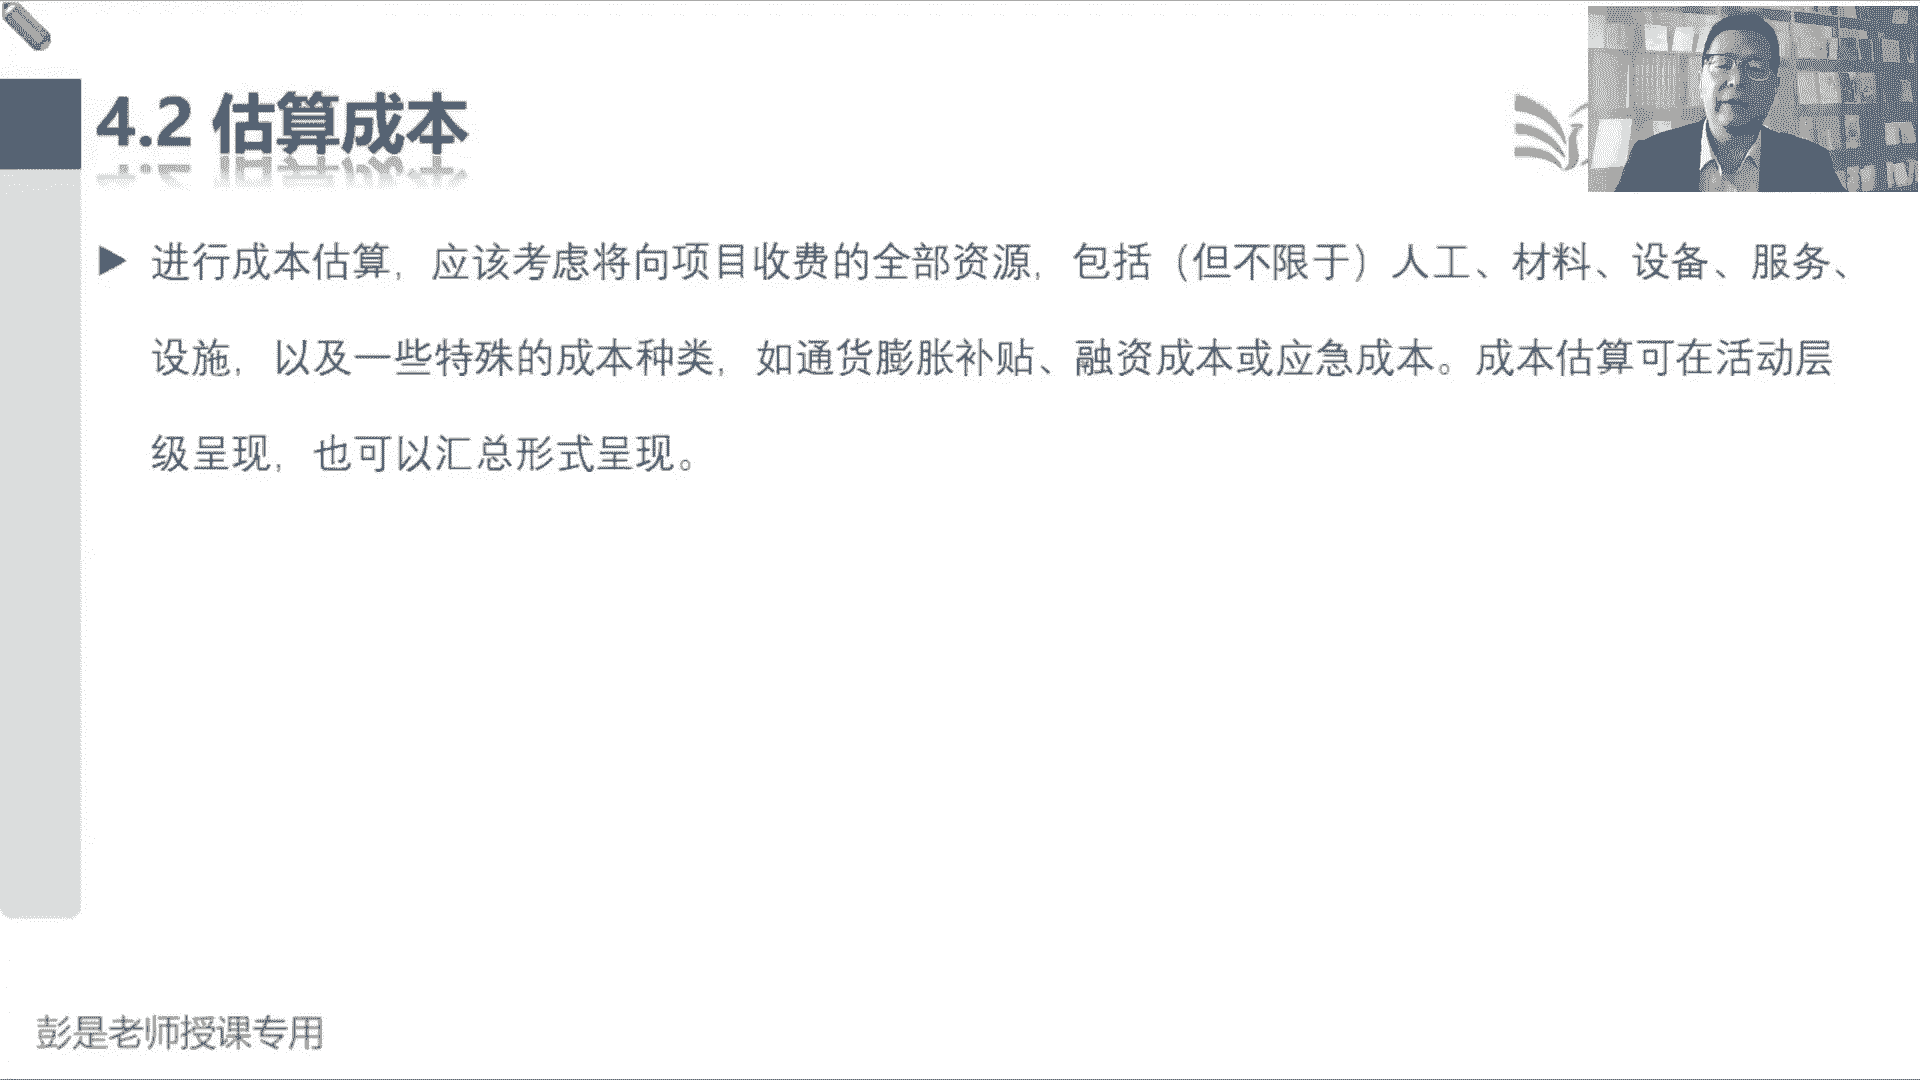 4.2 估算成本
进行成本估算，应该考虑将向项目收费的全部资源，包括（但不限于）人工、材料、设备、服务、
设施，以及一些特殊的成本种类，如通货膨胀补贴、融资成本或应急成本。成本估算可在活动层
级呈现，也可以汇总形式呈现。
彭是老师授课专用